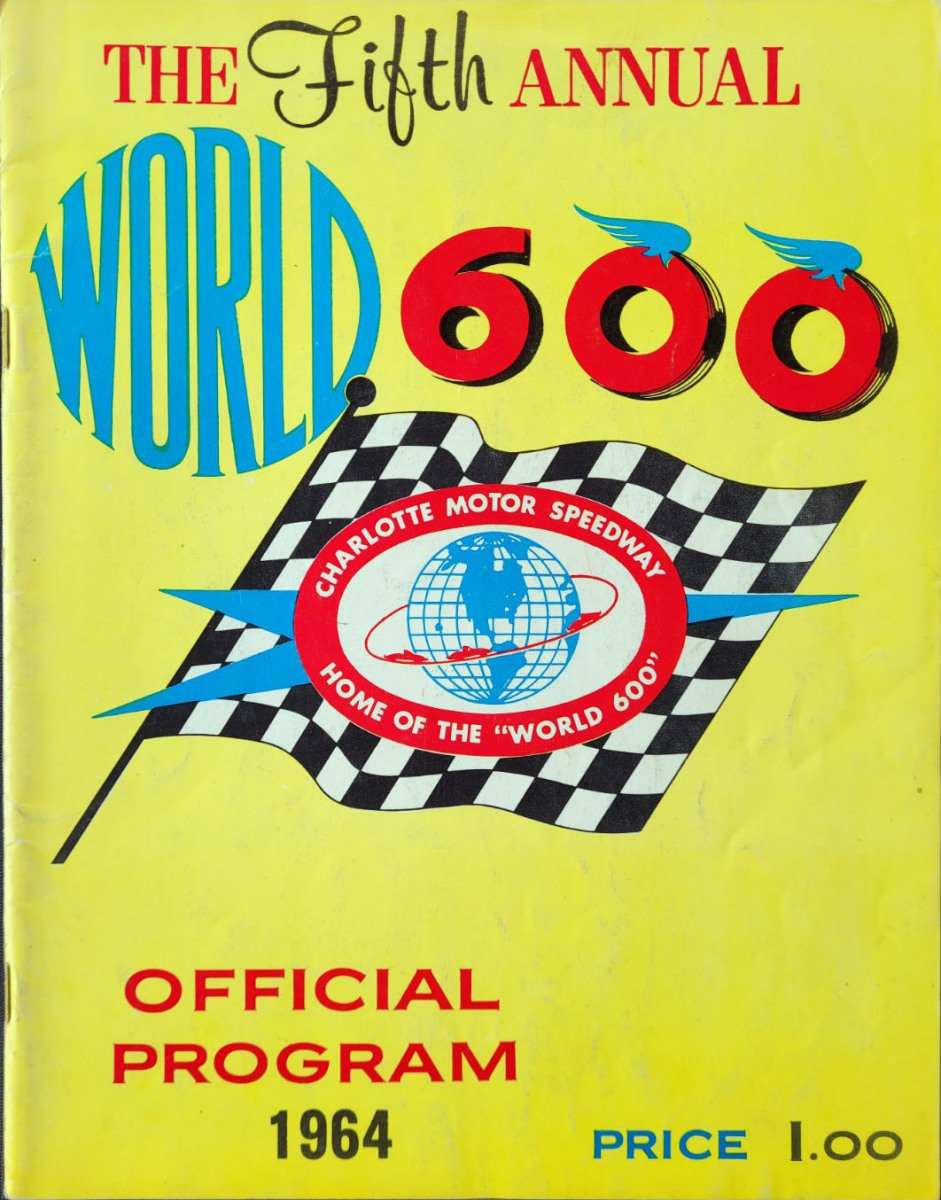 THE Fifth ANNUAL
WORLD 600
CHARLOTTE MOTOR SPEEDWAY
HOME OF THE "WORLD 600"
OFFICIAL
PROGRAM
1964
PRICE 1.00